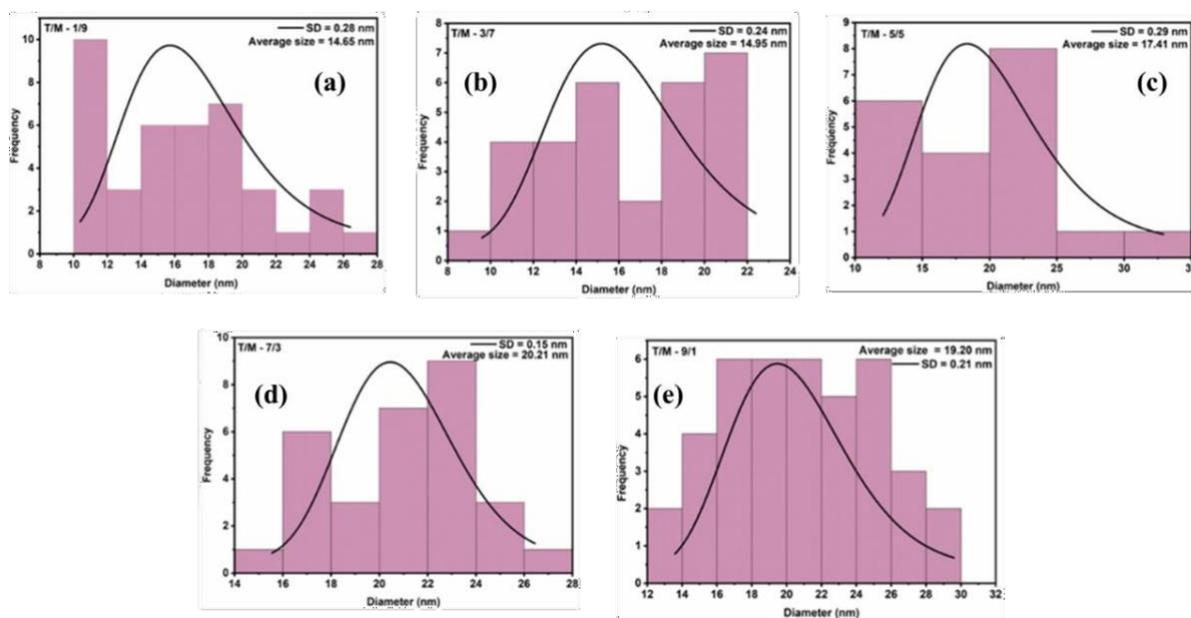 T/M - 1/9
SD = 0.28 nm
Average size = 14.65 nm
(a)
Frequency
10
8
6
4
2
0
8 10 12 14 16 18 20 22 24 26 28
Diameter (nm)
T/M - 3/7
SD = 0.24 nm
Average size = 14.95 nm
(b)
Frequency
8
7
6
5
4
3
2
1
0
8 10 12 14 16 18 20 22 24
Diameter (nm)
T/M - 5/5
SD = 0.29 nm
Average size = 17.41 nm
(c)
Frequency
10
8
6
4
2
0
10 15 20 25 30 35
Diameter (nm)
T/M - 7/3
SD = 0.15 nm
Average size = 20.21 nm
(d)
Frequency
10
8
6
4
2
0
14 16 18 20 22 24 26 28
Diameter (nm)
T/M - 9/1
Average size = 19.20 nm
SD = 0.21 nm
(e)
Frequency
6
5
4
3
2
1
0
12 14 16 18 20 22 24 26 28 30 32
Diameter (nm)